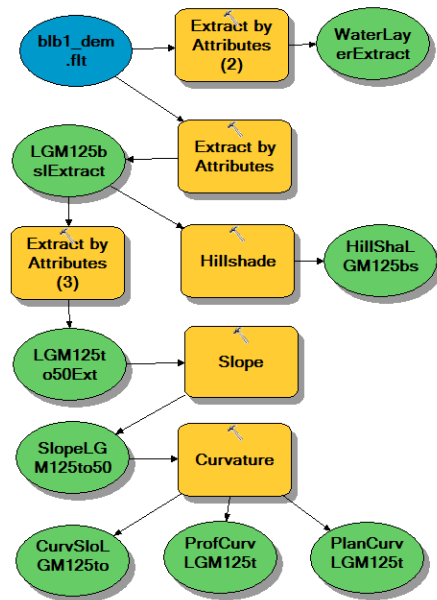 blb1_dem
.flt
Extract by
Attributes
(2)
WaterLay
erExtract
LGM125b
slExtract
Extract by
Attributes
Extract by
Attributes
(3)
Hillshade
HillShaL
GM125bs
LGM125t
o50Ext
Slope
SlopeLG
M125to50
Curvature
CurvSloL
GM125to
ProfCurv
LGM125t
PlanCurv
LGM125t